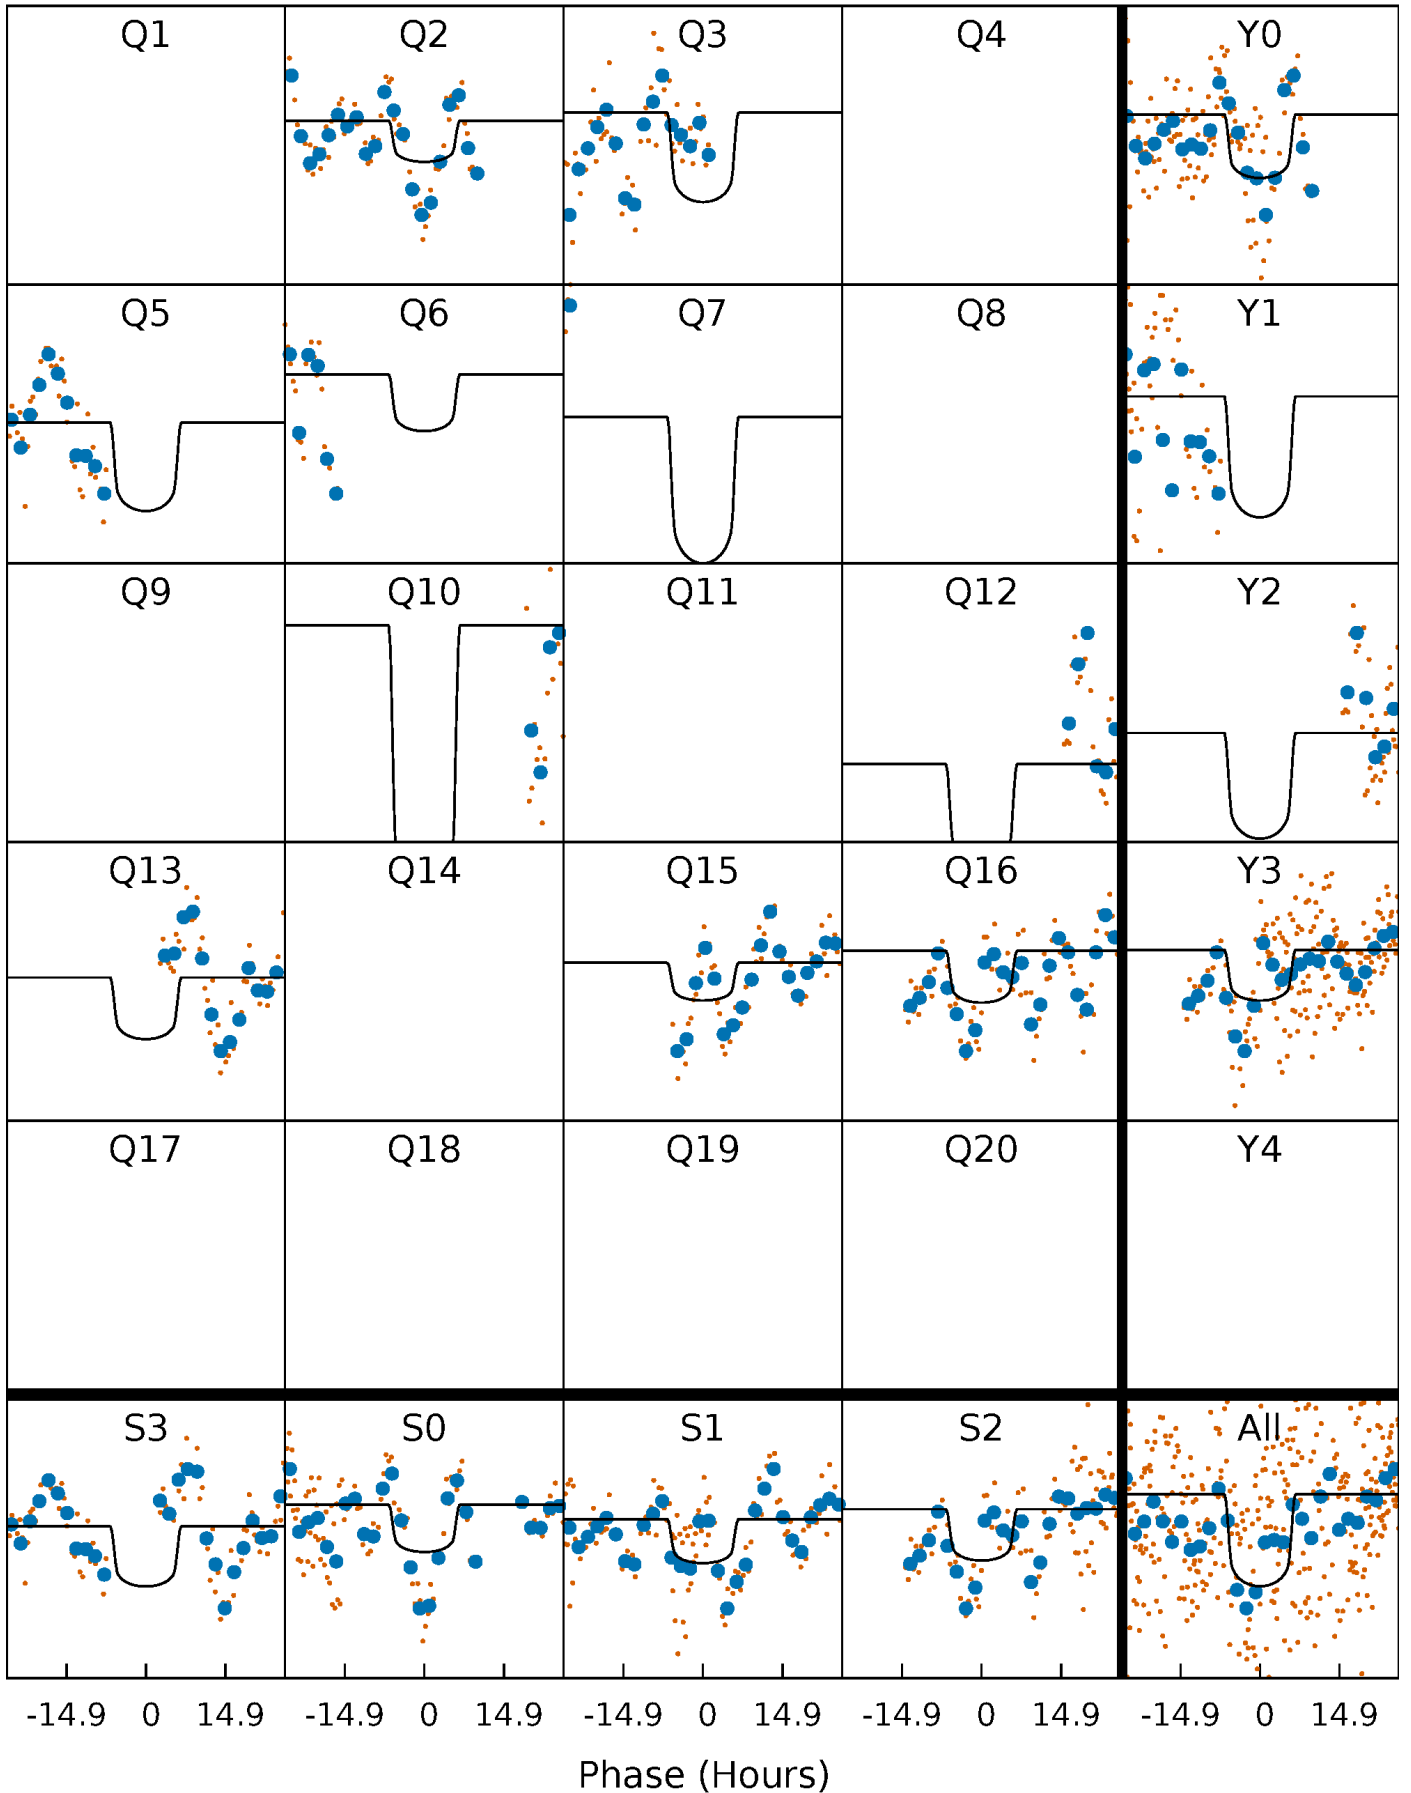 Q1 Q2 Q3 Q4 Y0
Q5 Q6 Q7 Q8 Y1
Q9 Q10 Q11 Q12 Y2
Q13 Q14 Q15 Q16 Y3
Q17 Q18 Q19 Q20 Y4
S3 S0 S1 S2 All
-14.9 0 14.9 -14.9 0 14.9 -14.9 0 14.9 -14.9 0 14.9 -14.9 0 14.9
Phase (Hours)